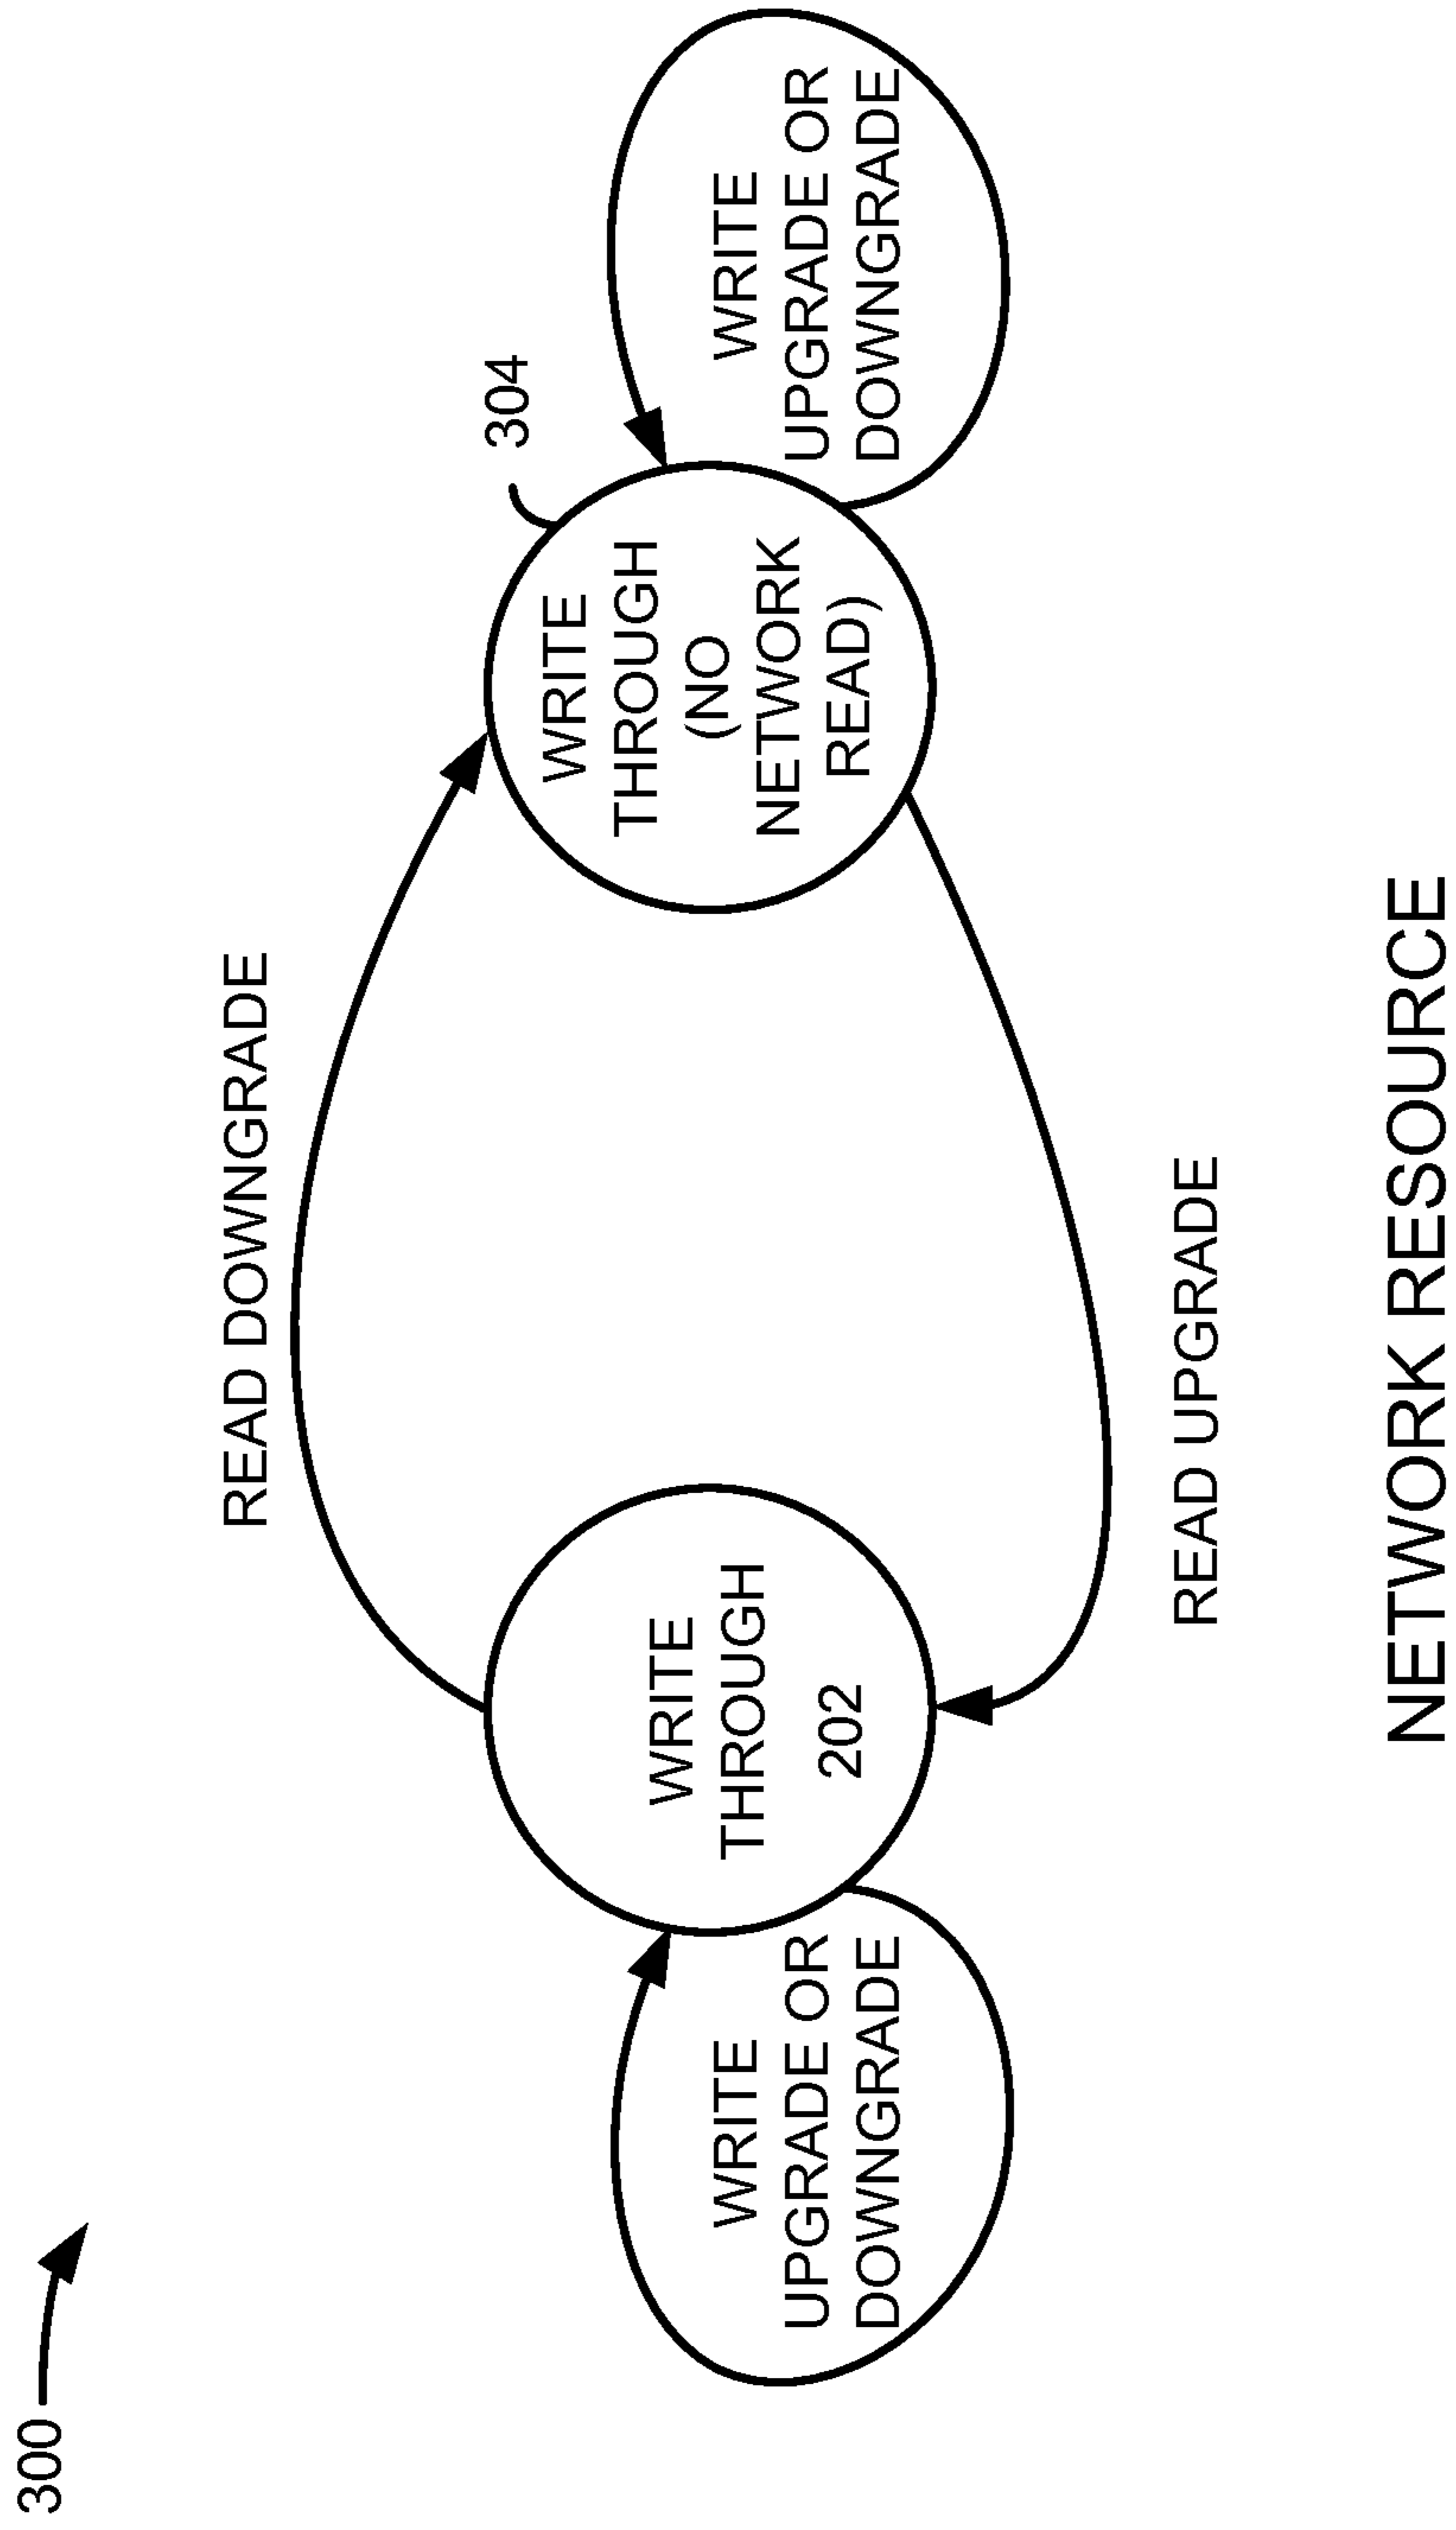 300
READ DOWNGRADE
304
WRITE
THROUGH
202
WRITE
THROUGH
(NO
NETWORK
READ)
WRITE
UPGRADE OR
DOWNGRADE
WRITE
UPGRADE OR
DOWNGRADE
READ UPGRADE
NETWORK RESOURCE